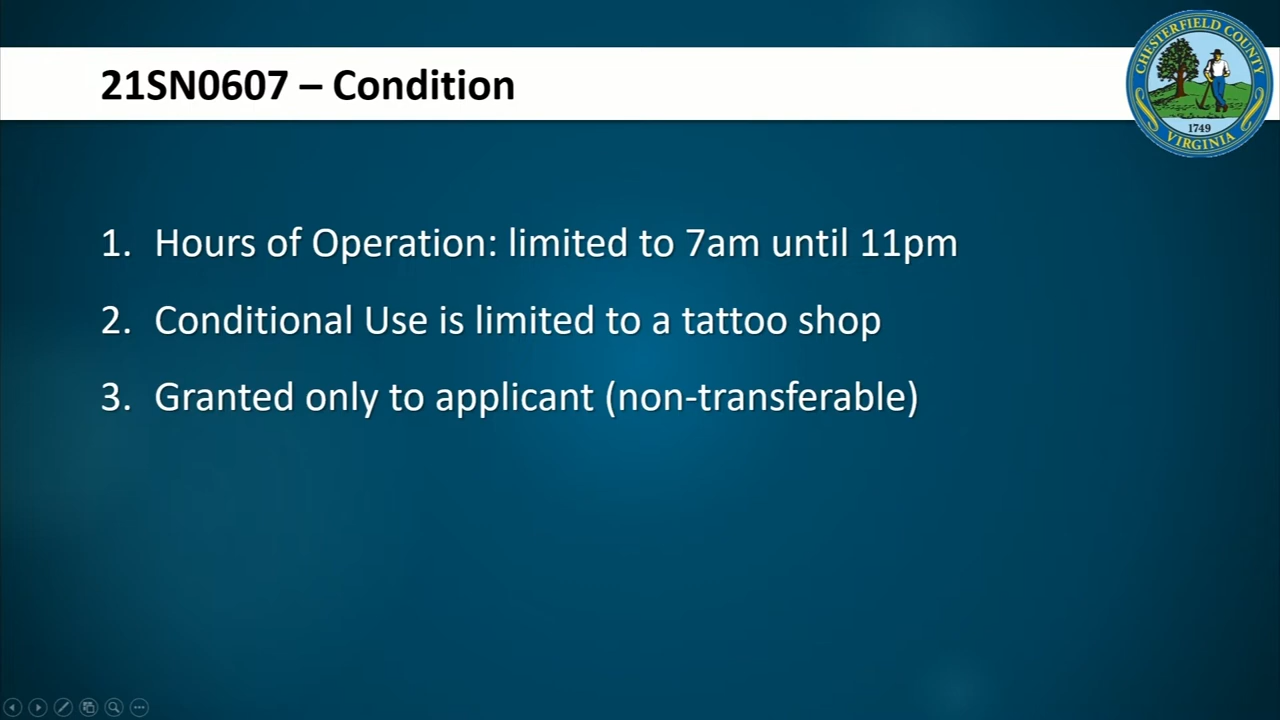 21SN0607 – Condition
CHESTERFIELD COUNTY
1749
VIRGINIA
1. Hours of Operation: limited to 7am until 11pm
2. Conditional Use is limited to a tattoo shop
3. Granted only to applicant (non-transferable)